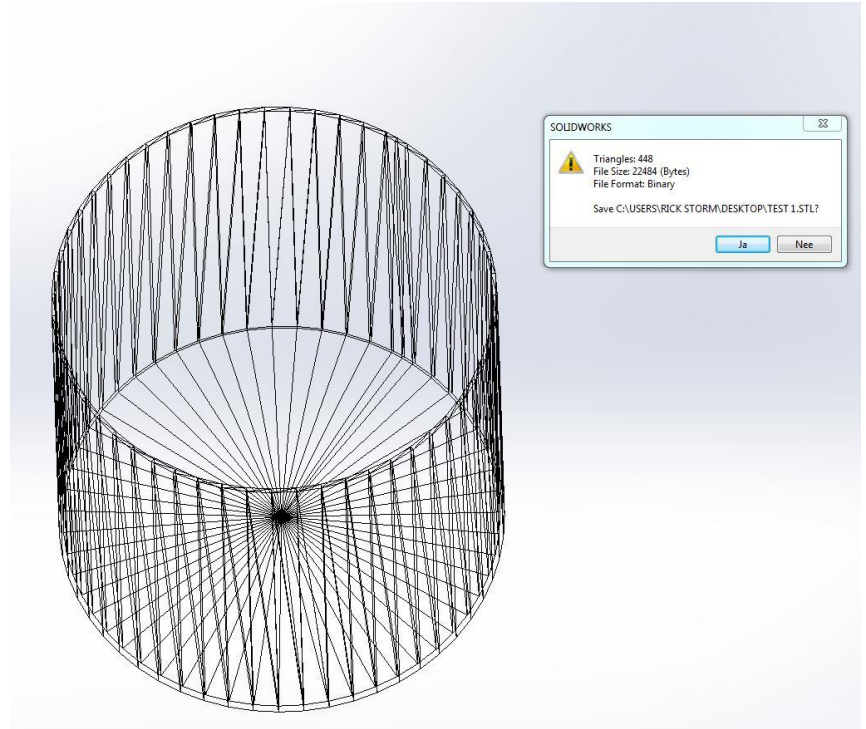 SOLIDWORKS
Triangles: 448
File Size: 22484 (Bytes)
File Format: Binary
Save C:\USERS\RICK STORM\DESKTOP\TEST 1.STL?
Ja
Nee